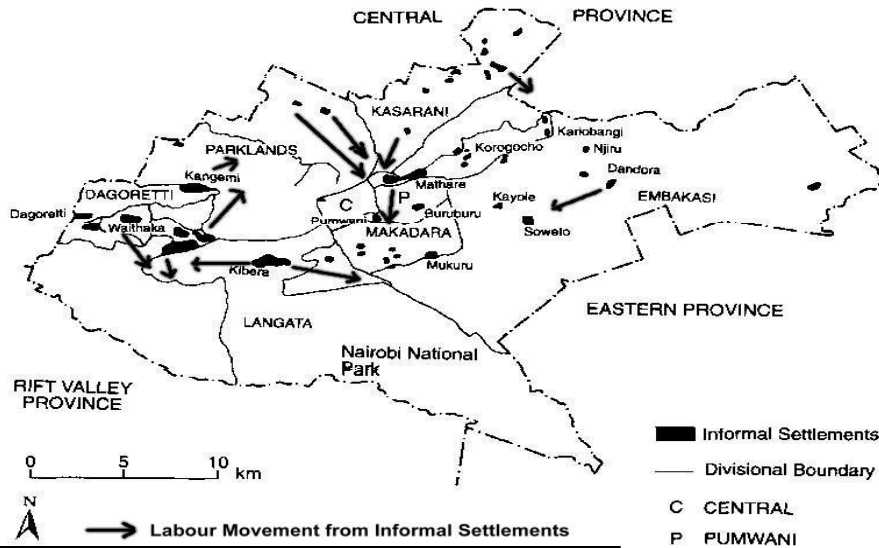 CENTRAL PROVINCE
KASARANI
PARKLANDS
Kariobangi
Korogocho
Njiru
Kangemi
Mathare
Dandora
DAGORETTI
Kayole
EMBAKASI
Dagoretti
C
P
Buruburu
Waithaka
Pumwani
Sowelo
MAKADARA
Kibera
Mukuru
EASTERN PROVINCE
LANGATA
Nairobi National
Park
RIFT VALLEY
PROVINCE
Informal Settlements
0 5 10
km
Divisional Boundary
N
C CENTRAL
Labour Movement from Informal Settlements
P PUMWANI